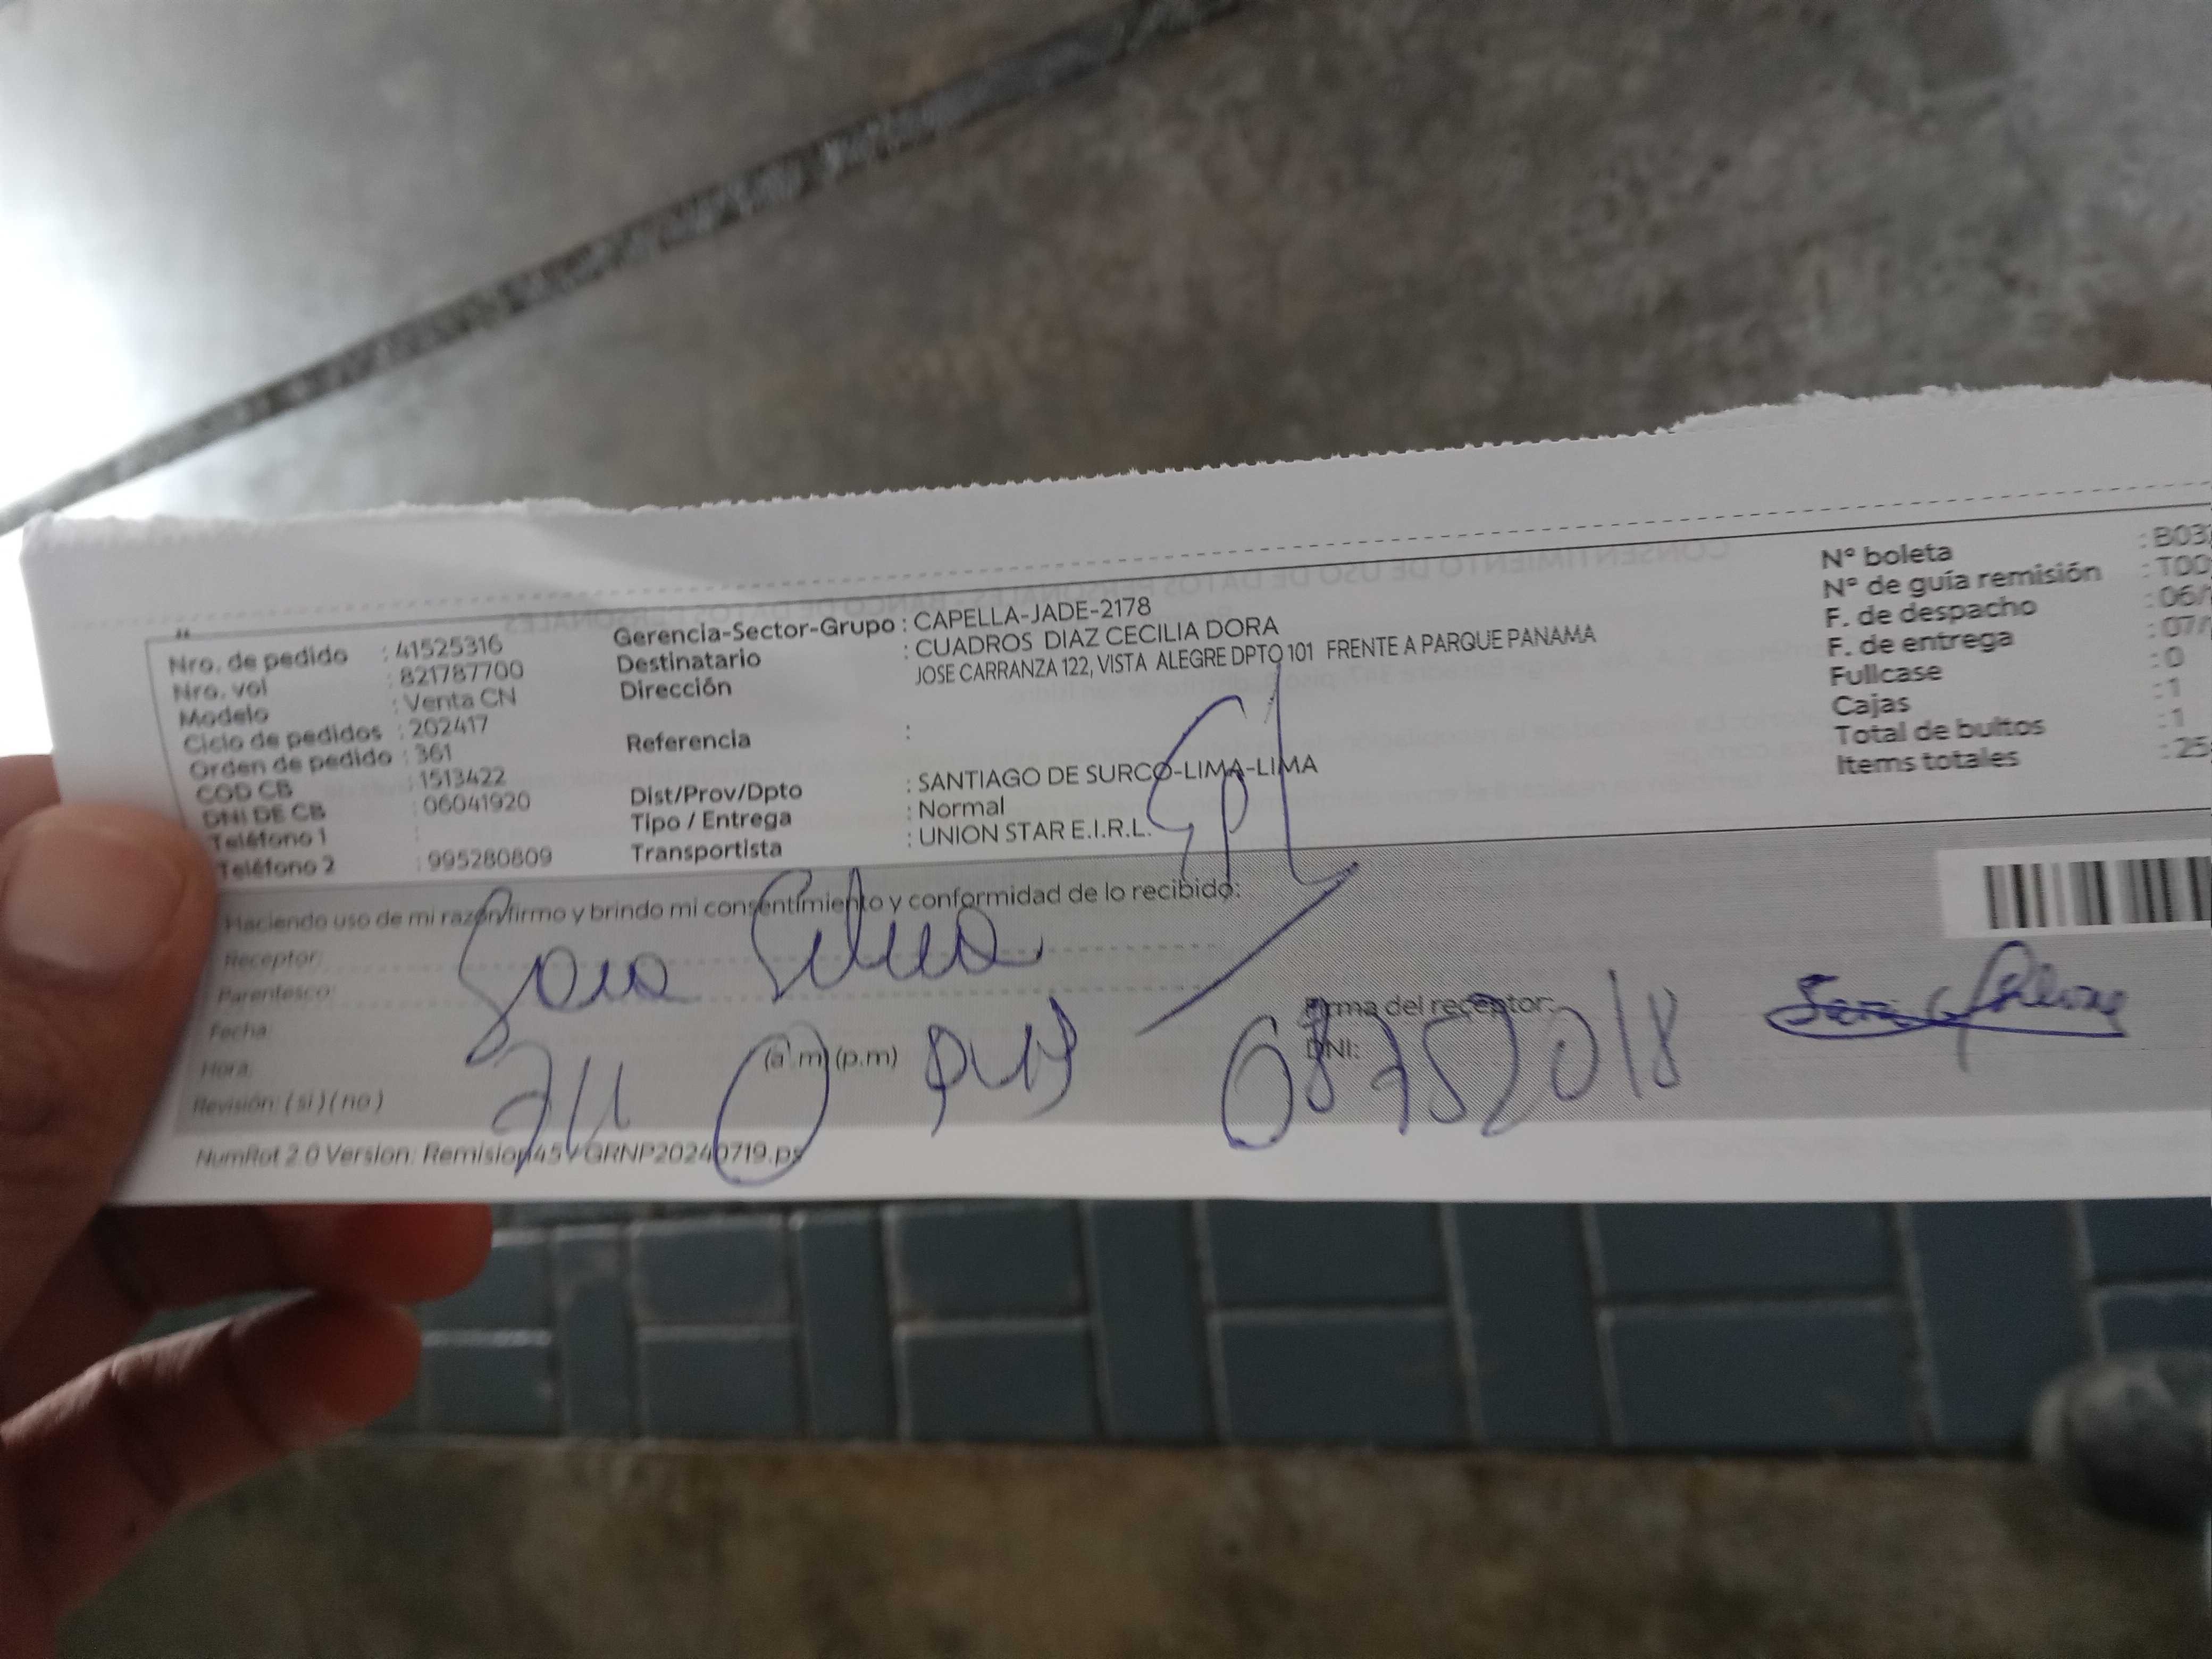 Nro. de pedido : 41525316
Nro. vol : 821787700
Modelo : Venta CN
Ciclo de pedidos : 202417
Orden de pedido : 361
COD CB : 1513422
DNI DE CB : 06041920
Teléfono 1 :
Teléfono 2 : 995280809
Gerencia-Sector-Grupo : CAPELLA-JADE-2178
Destinatario : CUADROS DIAZ CECILIA DORA
Dirección JOSE CARRANZA 122, VISTA ALEGRE DPTO 101 FRENTE A PARQUE PANAMA
Referencia :
Dist/Prov/Dpto : SANTIAGO DE SURCO-LIMA-LIMA
Tipo / Entrega : Normal
Transportista : UNION STAR E.I.R.L.
N° boleta : B03
N° de guía remisión : T00
F. de despacho : 06/
F. de entrega : 07/
Fullcase : 0
Cajas : 1
Total de bultos : 1
Items totales : 25
Haciendo uso de mi razón firmo y brindo mi consentimiento y conformidad de lo recibido:
Receptor:
Parentesco:
Fecha:
Hora: (a.m) (p.m)
Revisión: ( si ) ( no )
Firma del receptor:
DNI: 08752018
NumRot 2.0 Version: Remision45VGRNP20240719.ps